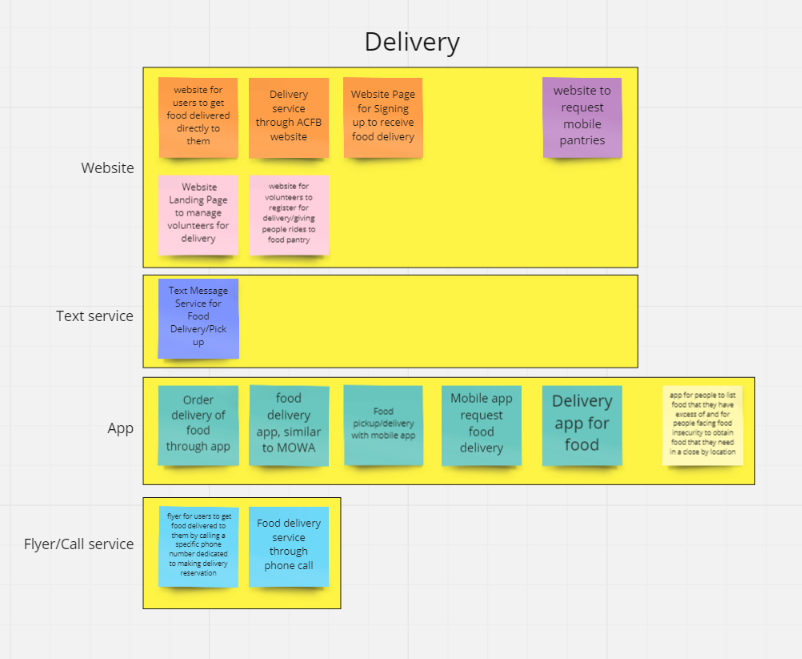 Delivery
Website
website for
users to get
food delivered
directly to
them
Delivery
service
through ACFB
website
Website Page
for Signing
up to receive
food delivery
website to
request
mobile
pantries
Website
Landing Page
to manage
volunteers for
delivery
website for
volunteers to
register for
delivery/giving
people rides to
food pantry
Text service
Text Message
Service for
Food
Delivery/Pick
up
App
Order
delivery of
food
through app
food
delivery
app, similar
to MOWA
Food
pickup/delivery
with mobile app
Mobile app
request
food
delivery
Delivery
app for
food
app for people to list
food that they have
excess of and for
people facing food
insecurity to obtain
food that they need
in a close by location
Flyer/Call service
flyer for users to get
food delivered to
them by calling a
specific phone
number dedicated
to making delivery
reservation
Food delivery
service
through
phone call